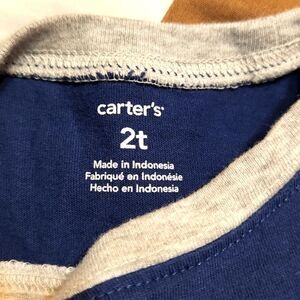 carter's
2t
Made in Indonesia
Fabriqué en Indonésie
Hecho en Indonesia